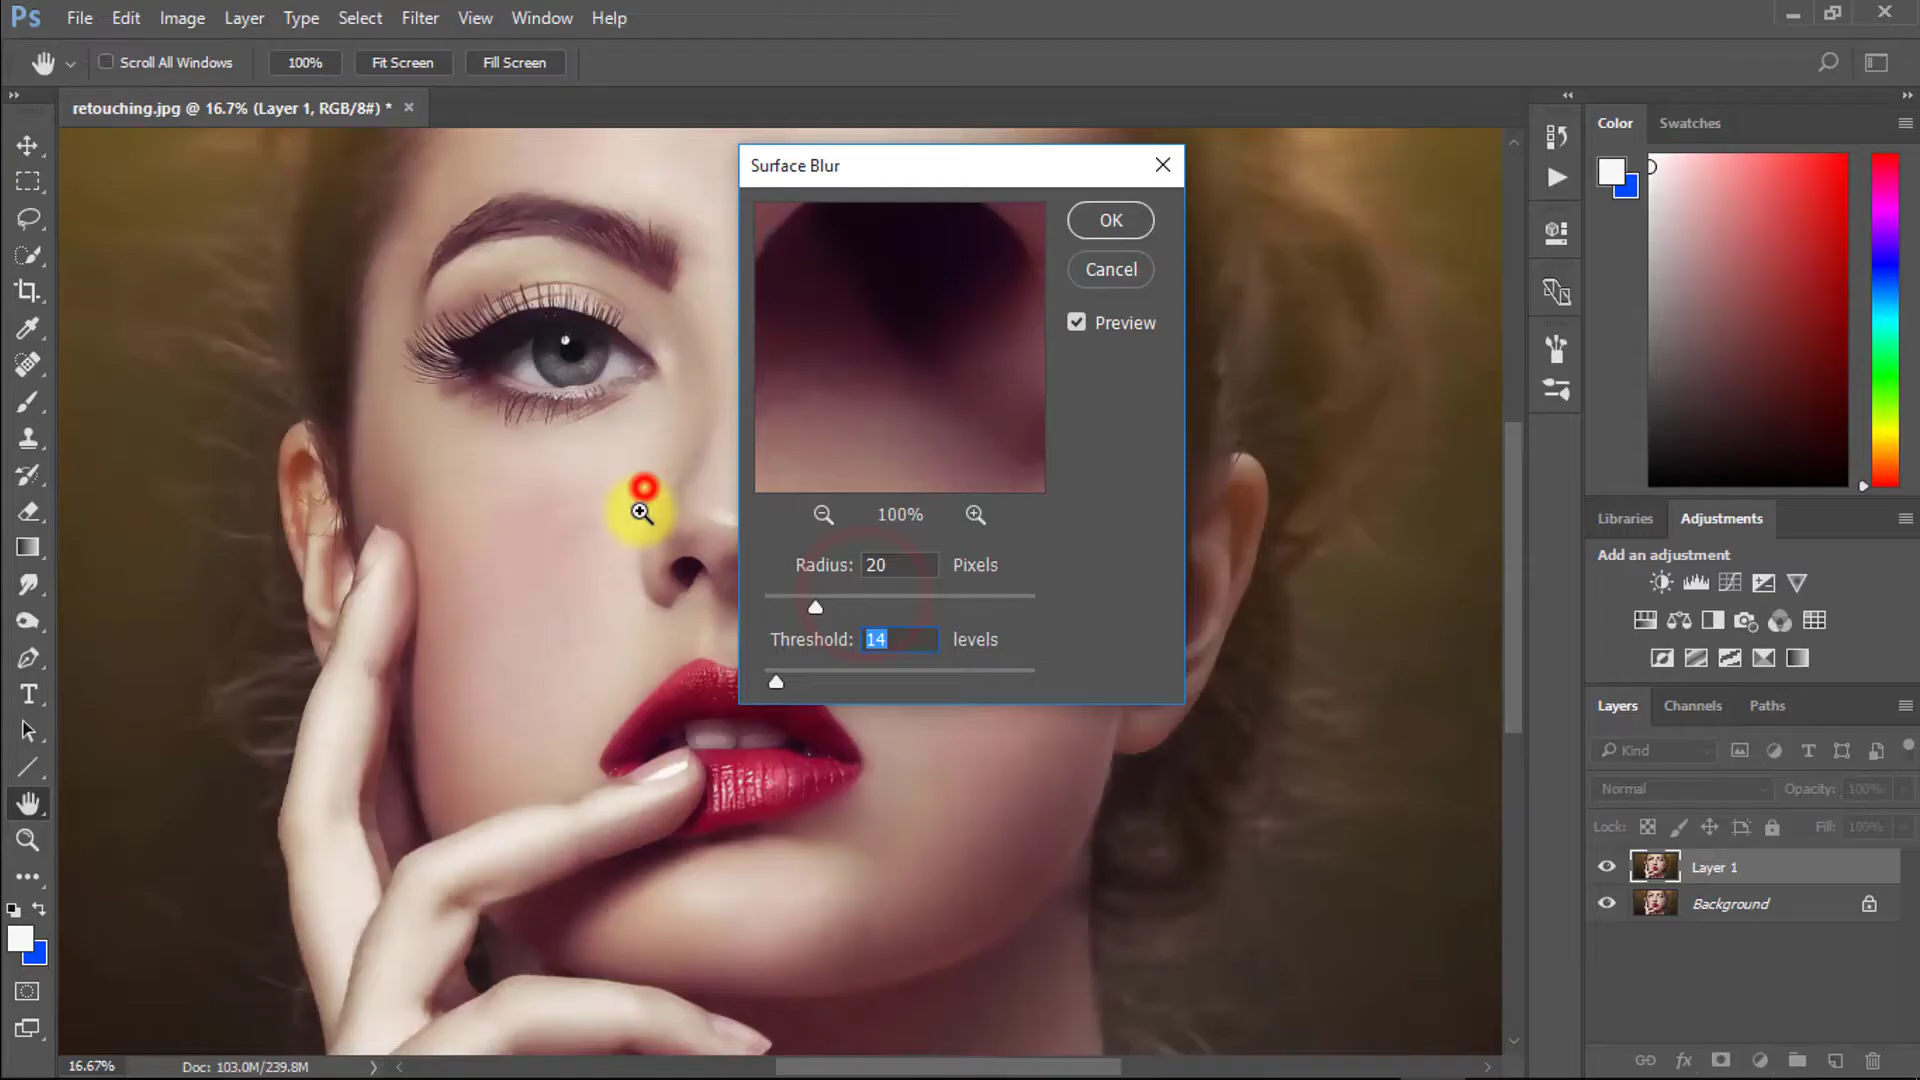 Ps File Edit Image Layer Type Select Filter View Window Help
Scroll All Windows 100% Fit Screen Fill Screen
retouching.jpg @ 16.7% (Layer 1, RGB/8#) * ×
Surface Blur
OK
Cancel
Preview
100%
Radius: 20 Pixels
Threshold: 14 levels
Color Swatches
Libraries Adjustments
Add an adjustment
Layers Channels Paths
Kind
Normal Opacity: 100%
Lock: Fill: 100%
Layer 1
Background
T
16.67% Doc: 103.0M/239.8M